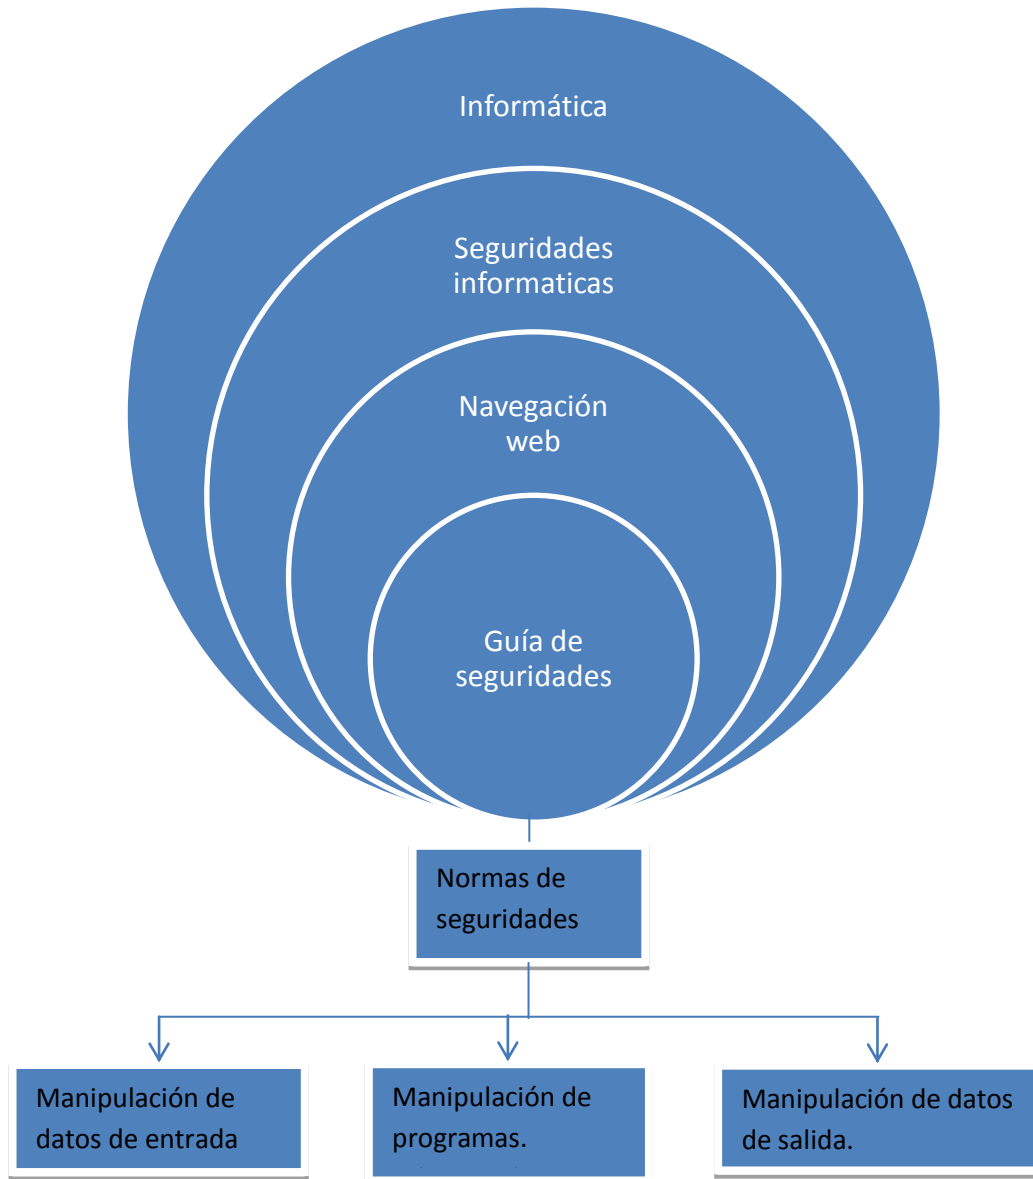 Informática
Seguridades
informaticas
Navegación
web
Guía de
seguridades
Normas de
seguridades
Manipulación de
datos de entrada
Manipulación de
programas.
Manipulación de datos
de salida.